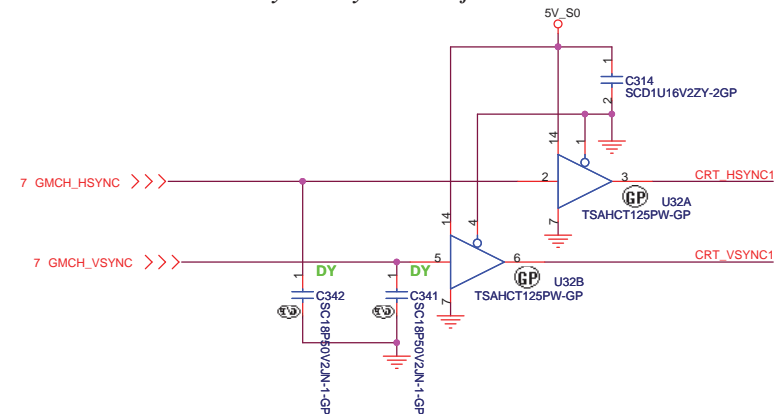 5V_S0
1
C314
SCD1U16V2ZY-2GP
2
14
1
7 GMCH_HSYNC
2
3
CRT_HSYNC1
GP
U32A
TSAHCT125PW-GP
7
14
4
7 GMCH_VSYNC
5
6
CRT_VSYNC1
DY
DY
GP
U32B
TSAHCT125PW-GP
7
1
C342
SC18P50V2JN-1-GP
1
C341
SC18P50V2JN-1-GP